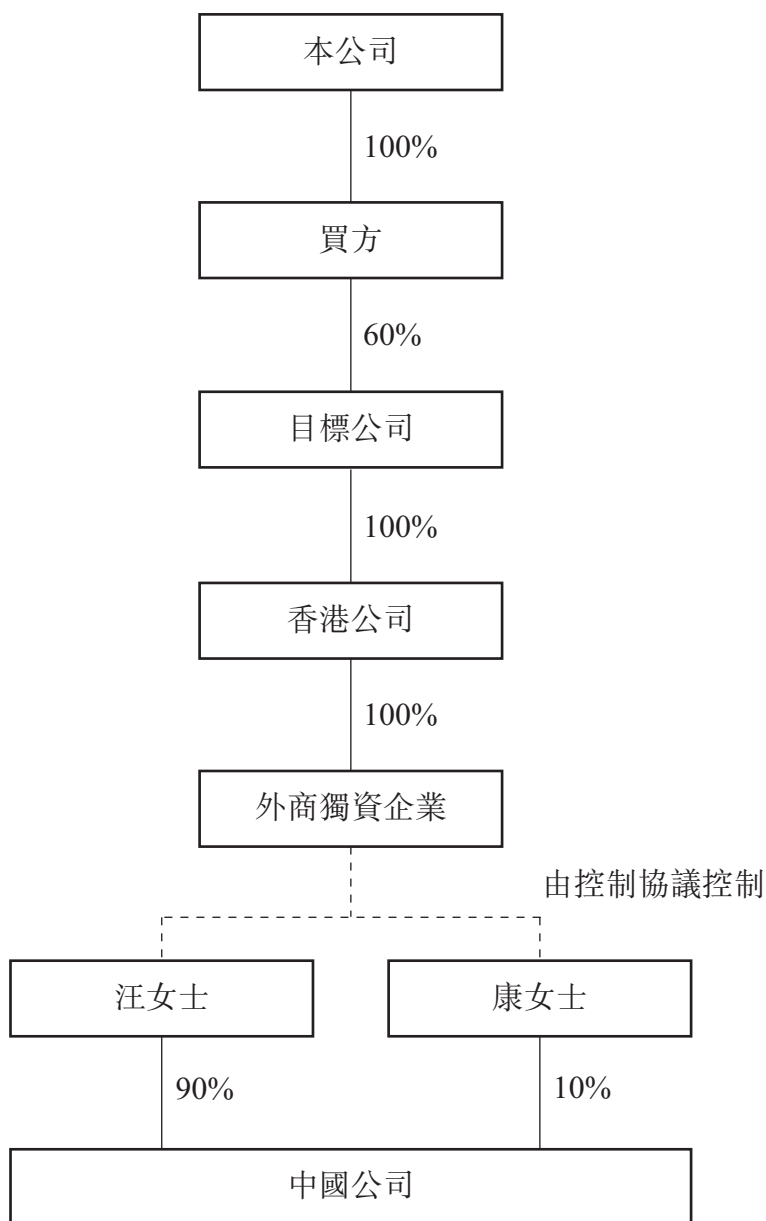 本公司
100%
買方
60%
目標公司
100%
香港公司
100%
外商獨資企業
由控制協議控制
汪女士
康女士
90%
10%
中國公司